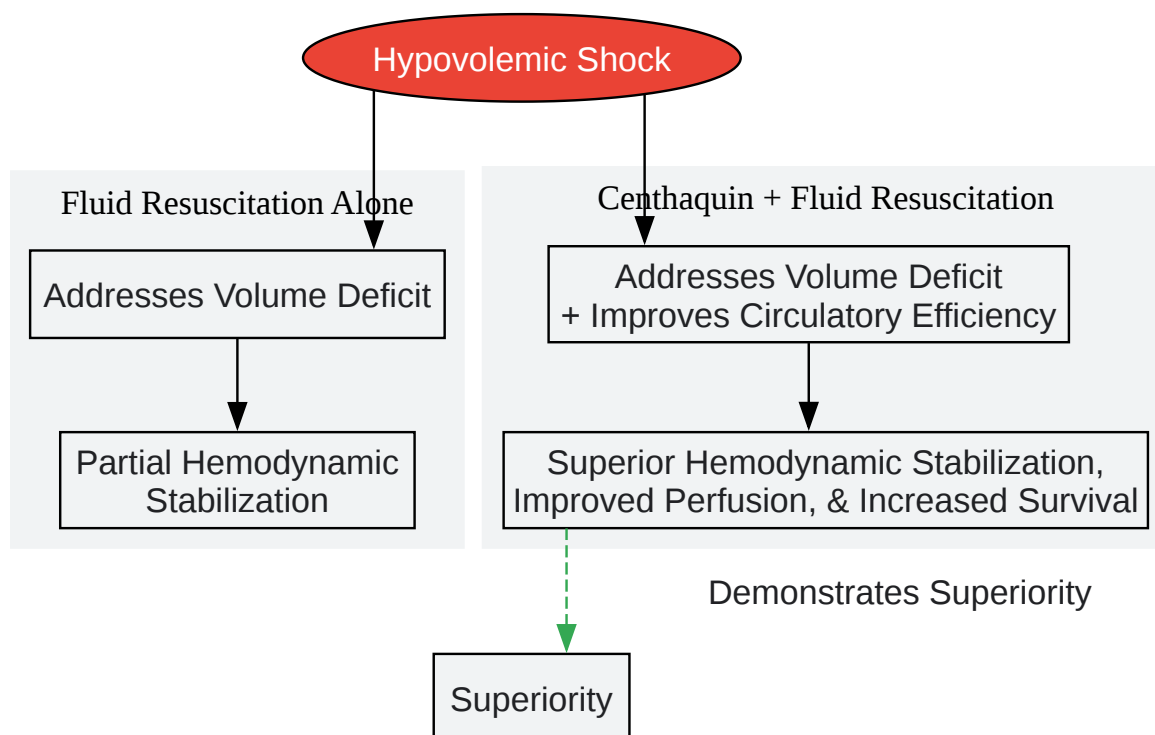 Hypovolemic Shock
Fluid Resuscitation Alone
Addresses Volume Deficit
Partial Hemodynamic
Stabilization
Centhaquin + Fluid Resuscitation
Addresses Volume Deficit
+ Improves Circulatory Efficiency
Superior Hemodynamic Stabilization,
Improved Perfusion, & Increased Survival
Demonstrates Superiority
Superiority